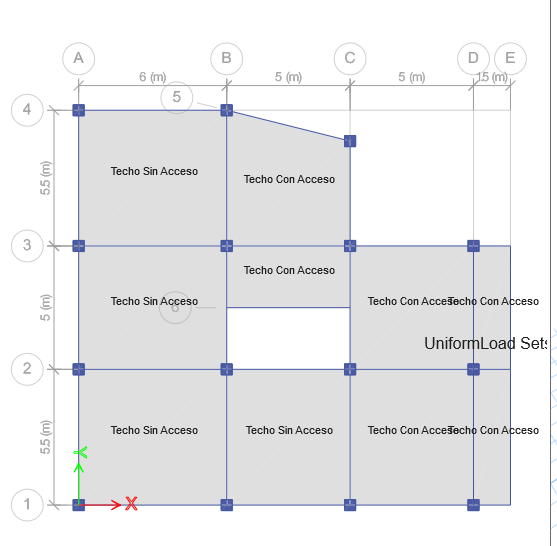 A B C D E
6 (m) 5 (m) 5 (m) 1.5 (m)
5
4
Techo Sin Acceso
Techo Con Acceso
5.5 (m)
3
Techo Con Acceso
Techo Sin Acceso
Techo Con Acceso
Techo Con Acceso
5 (m)
6
UniformLoad Sets
2
Techo Sin Acceso
Techo Sin Acceso
Techo Con Acceso
Techo Con Acceso
5.5 (m)
Y
1
X